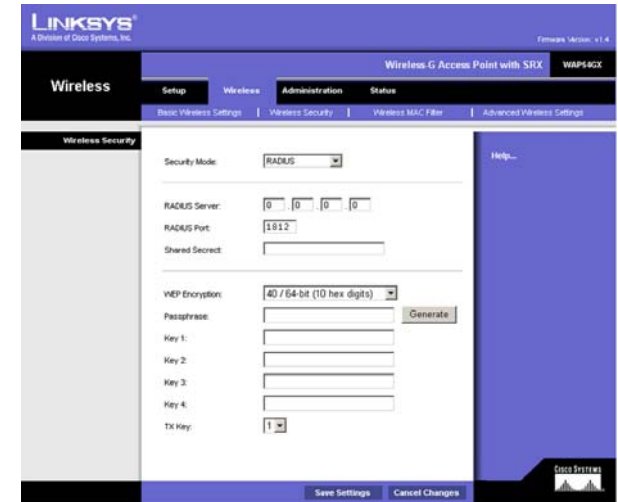 LINKSYS®
A Division of Cisco Systems, Inc.
Firmware Version: v1.4
Wireless-G Access Point with SRX WAP54GX
Wireless
Setup Wireless Administration Status
Basic Wireless Settings | Wireless Security | Wireless MAC Filter | Advanced Wireless Settings
Wireless Security
Help...
Security Mode: RADIUS
RADIUS Server: 0 . 0 . 0 . 0
RADIUS Port: 1812
Shared Secrect:
WEP Encryption: 40 / 64-bit (10 hex digits)
Passphrase: Generate
Key 1:
Key 2:
Key 3:
Key 4:
TX Key: 1
Save Settings Cancel Changes
CISCO SYSTEMS